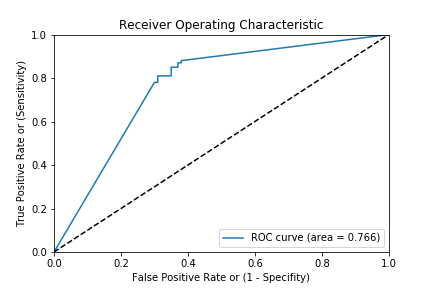 Receiver Operating Characteristic
True Positive Rate or (Sensitivity)
1.0
0.8
0.6
0.4
0.2
0.0
ROC curve (area = 0.766)
0.0 0.2 0.4 0.6 0.8 1.0
False Positive Rate or (1 - Specifity)